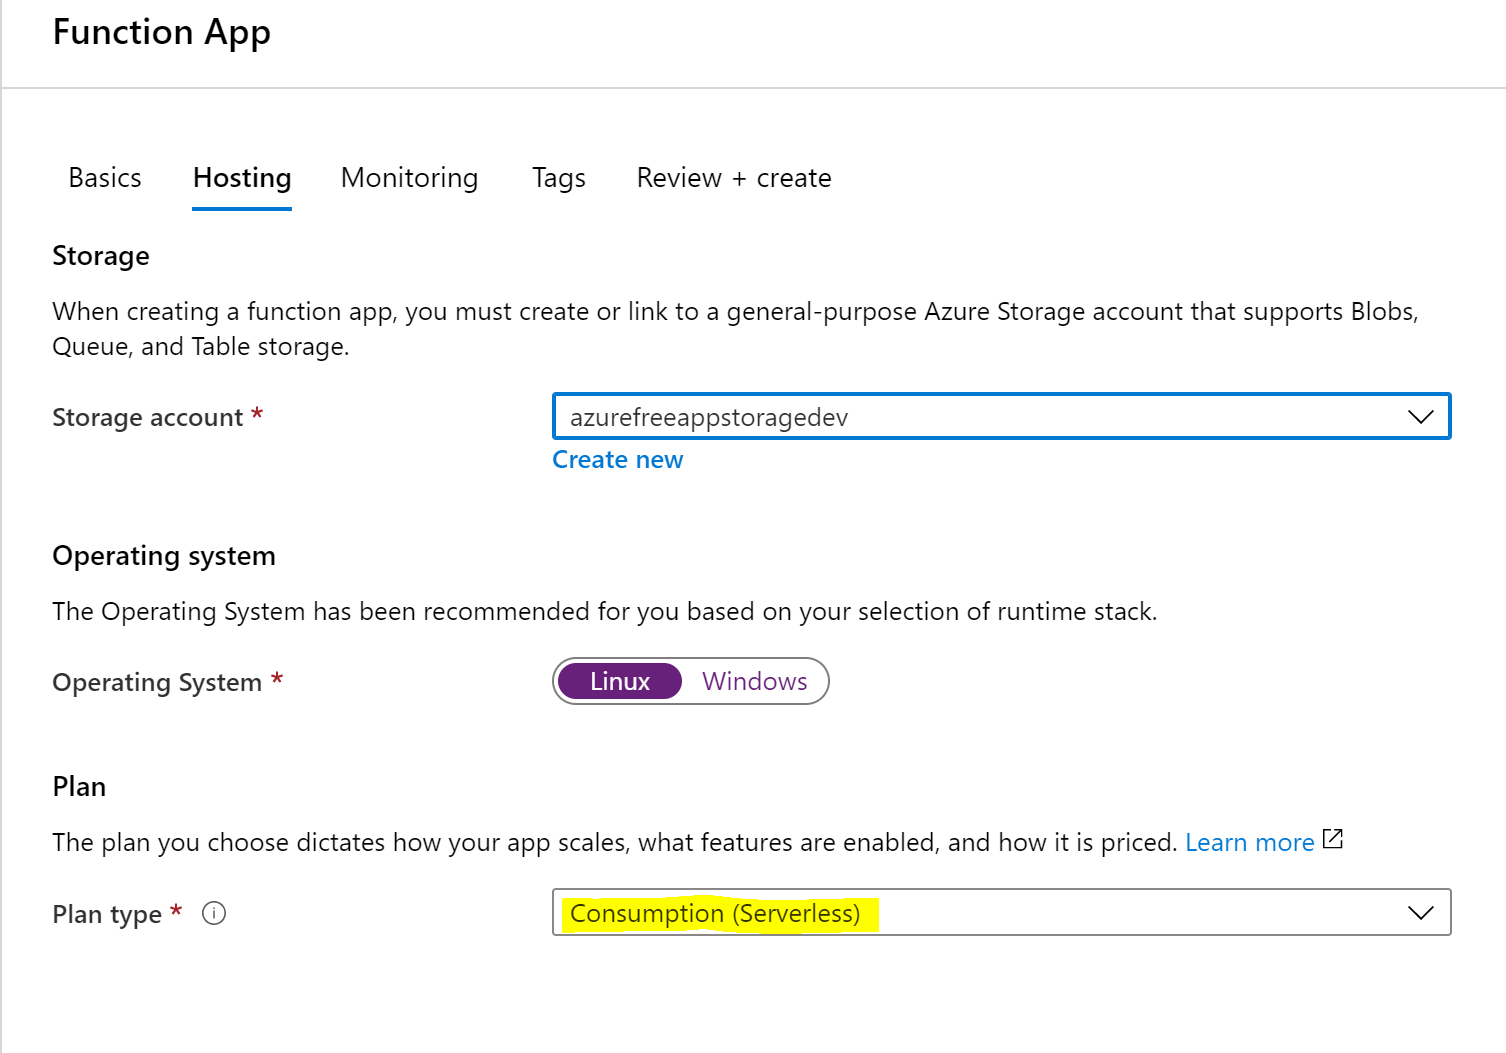 Function App
Basics Hosting Monitoring Tags Review + create
Storage
When creating a function app, you must create or link to a general-purpose Azure Storage account that supports Blobs,
Queue, and Table storage.
Storage account * azurefreeappstoragedev
Create new
Operating system
The Operating System has been recommended for you based on your selection of runtime stack.
Operating System * Linux Windows
Plan
The plan you choose dictates how your app scales, what features are enabled, and how it is priced. Learn more
Plan type * Consumption (Serverless)